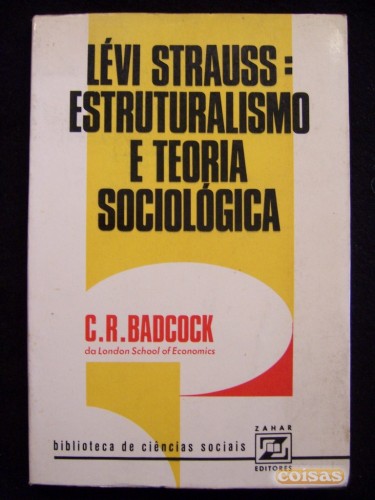 LÉVI STRAUSS:
ESTRUTURALISMO
E TEORIA
SOCIOLÓGICA
C.R.BADCOCK
da London School of Economics
biblioteca de ciências sociais
ZAHAR
EDITORES
coisas